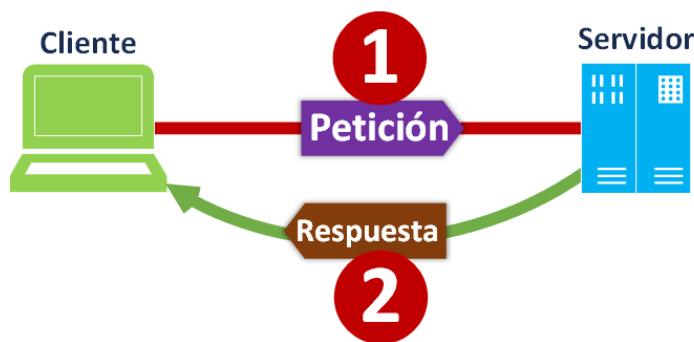 Cliente
Servidor
1
Petición
Respuesta
2